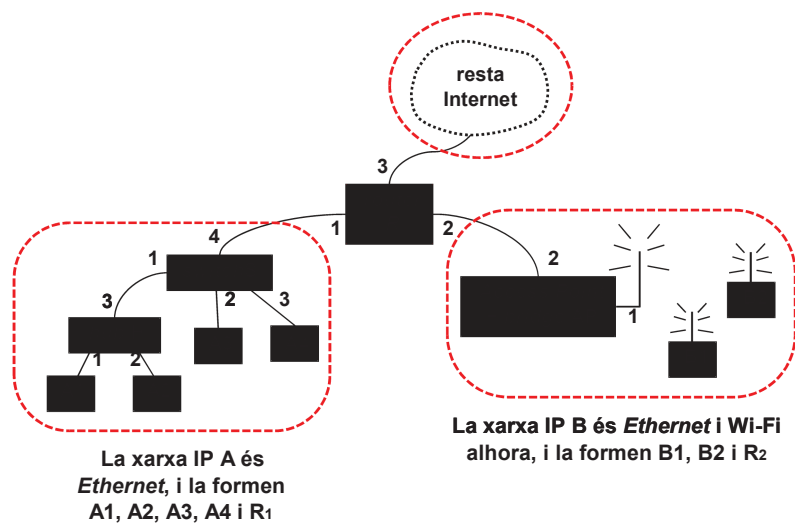 resta
Internet
3
1
2
4
1
2
3
3
1
2
2
1
La xarxa IP B és Ethernet i Wi-Fi
alhora, i la formen B1, B2 i R2
La xarxa IP A és
Ethernet, i la formen
A1, A2, A3, A4 i R1